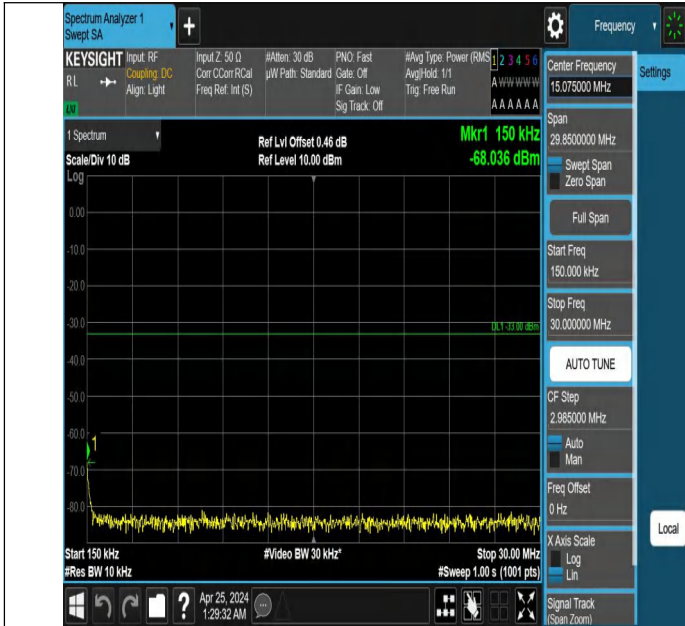 Spectrum Analyzer 1
Swept SA
+
Frequency
KEYSIGHT
RL
Input: RF
Coupling: DC
Align: Light
Input Z: 50 Ω
Corr CCorr RCal
Freq Ref: Int (S)
#Atten: 30 dB
µW Path: Standard
PNO: Fast
Gate: Off
IF Gain: Low
Sig Track: Off
#Avg Type: Power (RMS
Avg|Hold: 1/1
Trig: Free Run
1 2 3 4 5 6
A W W W W W
A A A A A A
1 Spectrum
Scale/Div 10 dB
Log
Ref Lvl Offset 0.46 dB
Ref Level 10.00 dBm
Mkr1 150 kHz
-68.036 dBm
0.00
-10.0
-20.0
-30.0
DL1 -33.00 dBm
-40.0
-50.0
-60.0
1
-70.0
-80.0
Start 150 kHz
#Video BW 30 kHz*
Stop 30.00 MHz
#Res BW 10 kHz
#Sweep 1.00 s (1001 pts)
?
Apr 25, 2024
1:29:32 AM
Center Frequency
15.075000 MHz
Span
29.8500000 MHz
Swept Span
Zero Span
Full Span
Start Freq
150.000 kHz
Stop Freq
30.000000 MHz
AUTO TUNE
CF Step
2.985000 MHz
Auto
Man
Freq Offset
0 Hz
X Axis Scale
Log
Lin
Signal Track
(Span Zoom)
Settings
Local